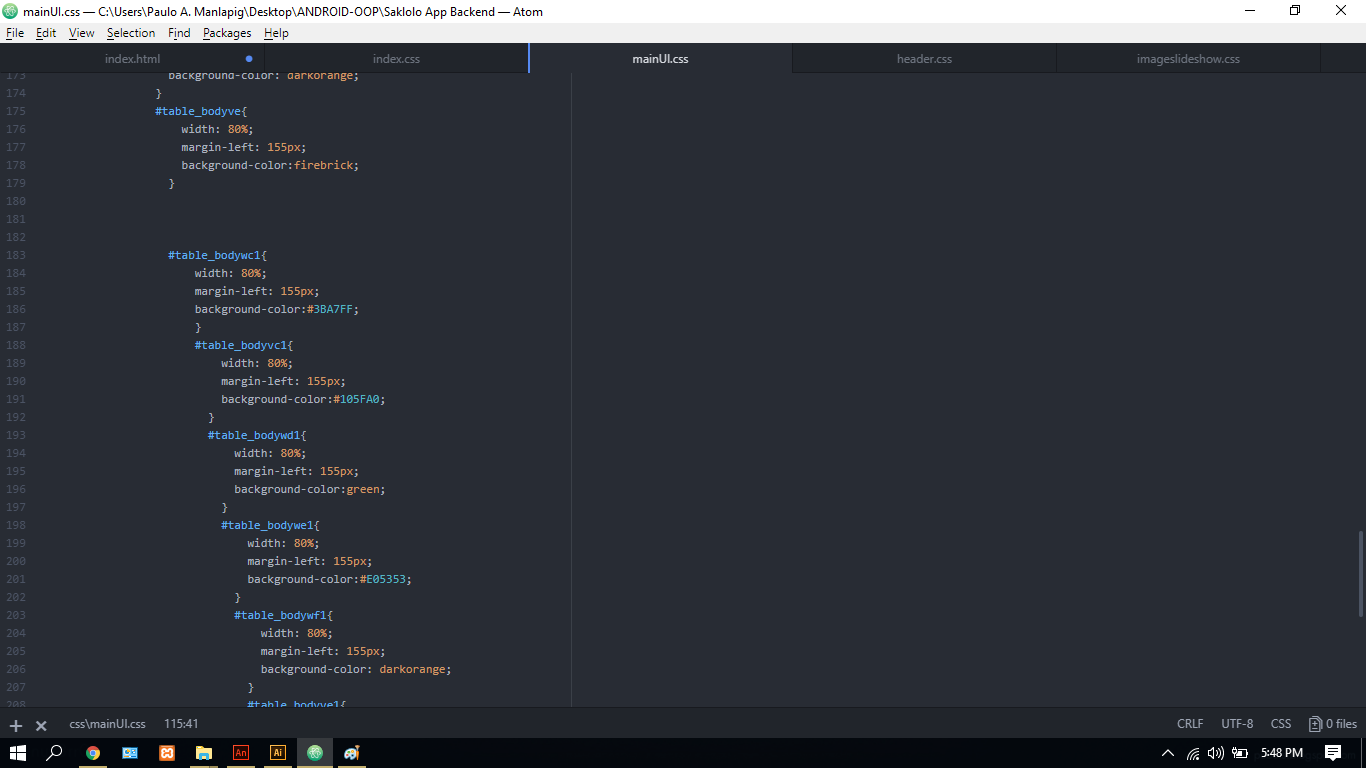 mainUI.css — C:\Users\Paulo A. Manlapig\Desktop\ANDROID-OOP\Saklolo App Backend — Atom
File Edit View Selection Find Packages Help
index.html index.css mainUI.css header.css imageslideshow.css
173 background-color: darkorange;
174 }
175 #table_bodyve{
176 width: 80%;
177 margin-left: 155px;
178 background-color:firebrick;
179 }
180
181
182
183 #table_bodywc1{
184 width: 80%;
185 margin-left: 155px;
186 background-color:#3BA7FF;
187 }
188 #table_bodyvc1{
189 width: 80%;
190 margin-left: 155px;
191 background-color:#105FA0;
192 }
193 #table_bodywd1{
194 width: 80%;
195 margin-left: 155px;
196 background-color:green;
197 }
198 #table_bodywe1{
199 width: 80%;
200 margin-left: 155px;
201 background-color:#E05353;
202 }
203 #table_bodywf1{
204 width: 80%;
205 margin-left: 155px;
206 background-color: darkorange;
207 }
208 #table_bodyve1{
css\mainUI.css 115:41 CRLF UTF-8 CSS 0 files
An Ai 5:48 PM